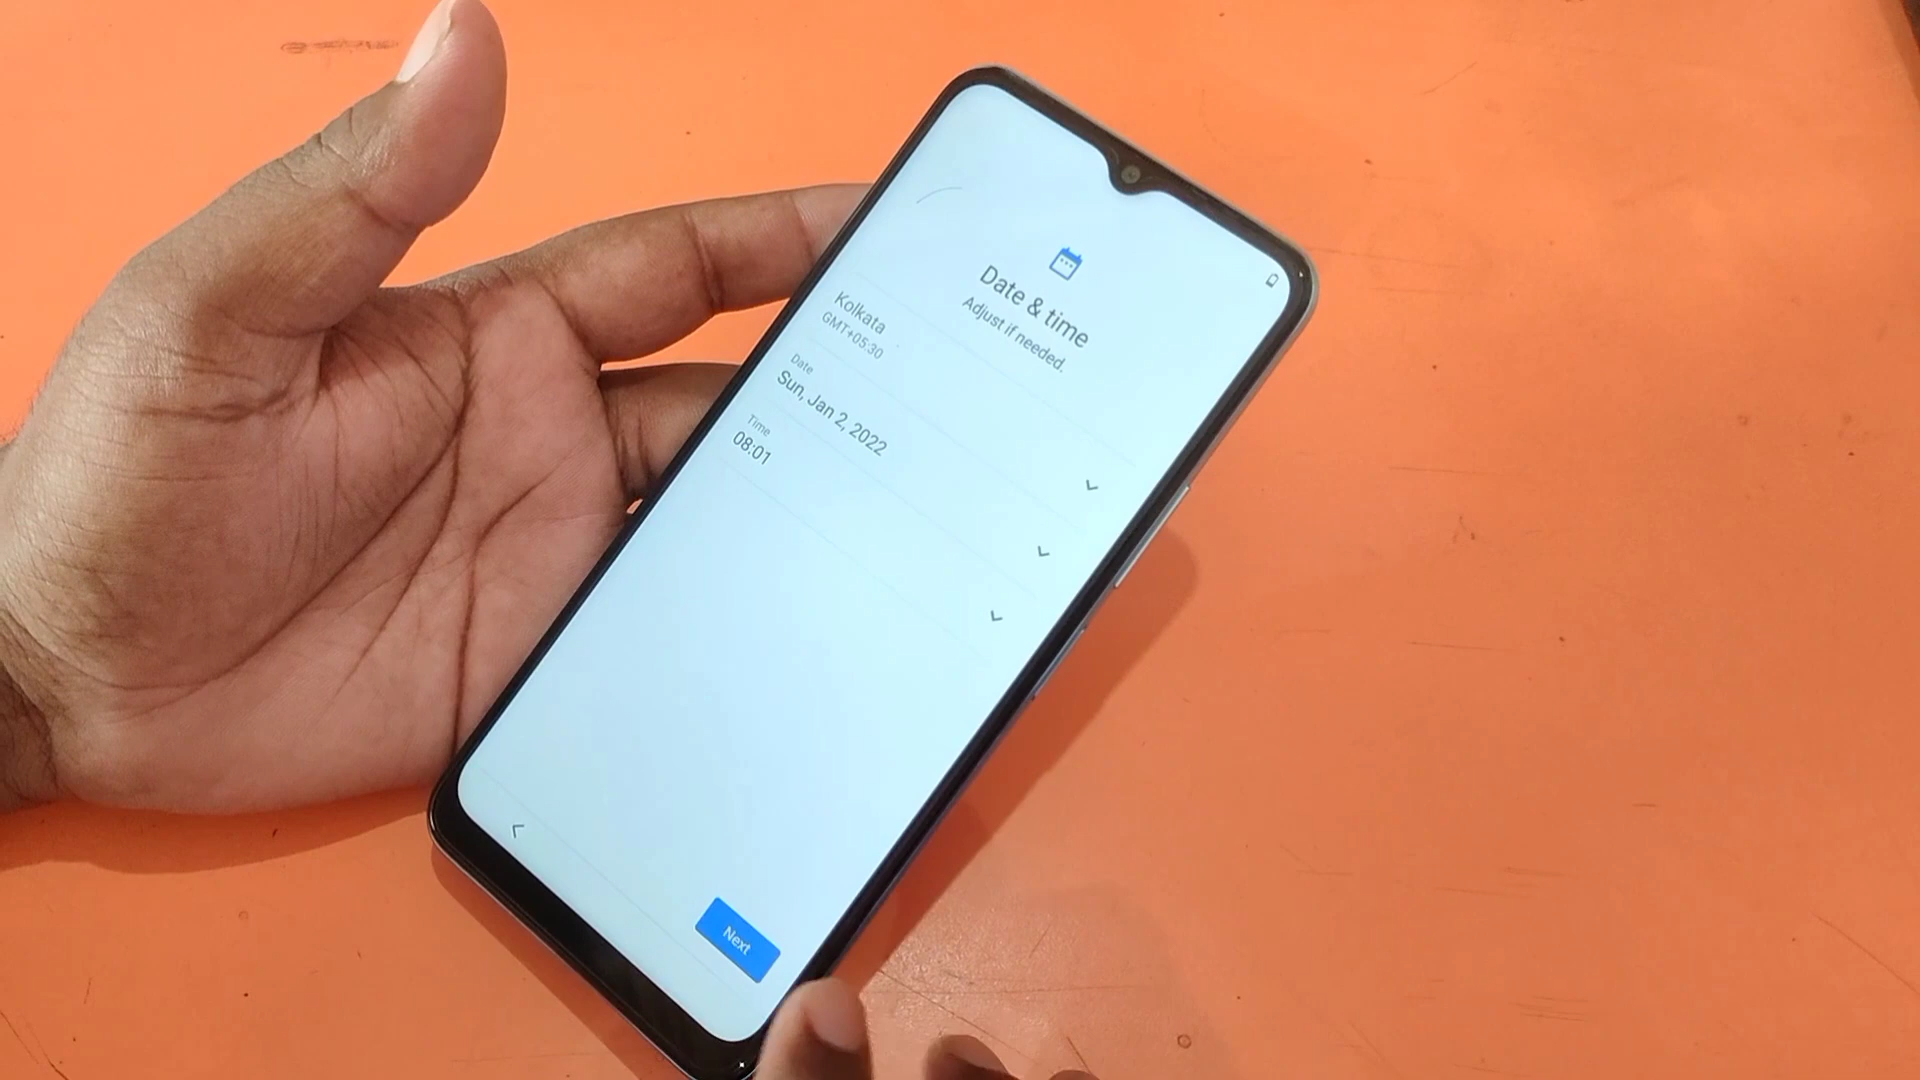 Date & time
Adjust if needed.
Kolkata
GMT+05:30
Date
Sun, Jan 2, 2022
Time
08:01
Next